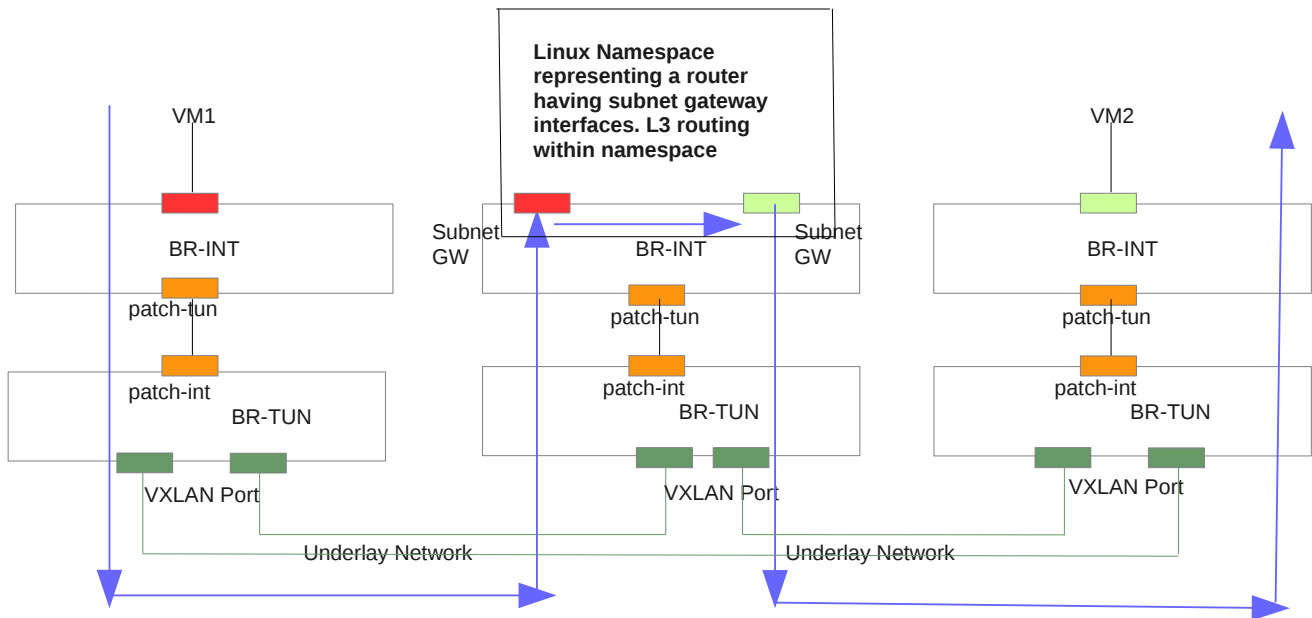 Linux Namespace
representing a router
having subnet gateway
interfaces. L3 routing
within namespace
VM1
VM2
Subnet
GW
Subnet
GW
BR-INT
BR-INT
BR-INT
patch-tun
patch-tun
patch-tun
patch-int
patch-int
patch-int
BR-TUN
BR-TUN
BR-TUN
VXLAN Port
VXLAN Port
VXLAN Port
Underlay Network
Underlay Network